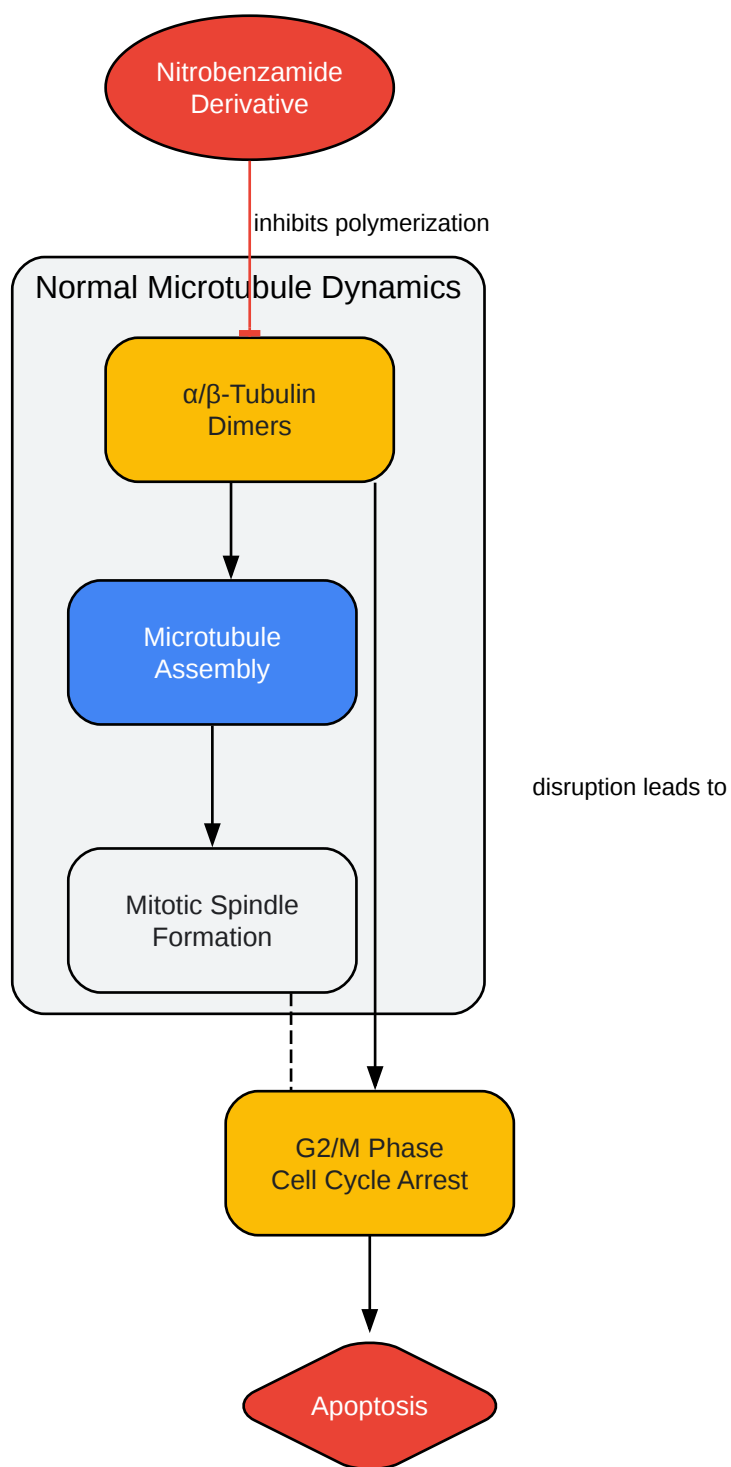 Nitrobenzamide
Derivative
inhibits polymerization
Normal Microtubule Dynamics
α/β-Tubulin
Dimers
Microtubule
Assembly
disruption leads to
Mitotic Spindle
Formation
G2/M Phase
Cell Cycle Arrest
Apoptosis